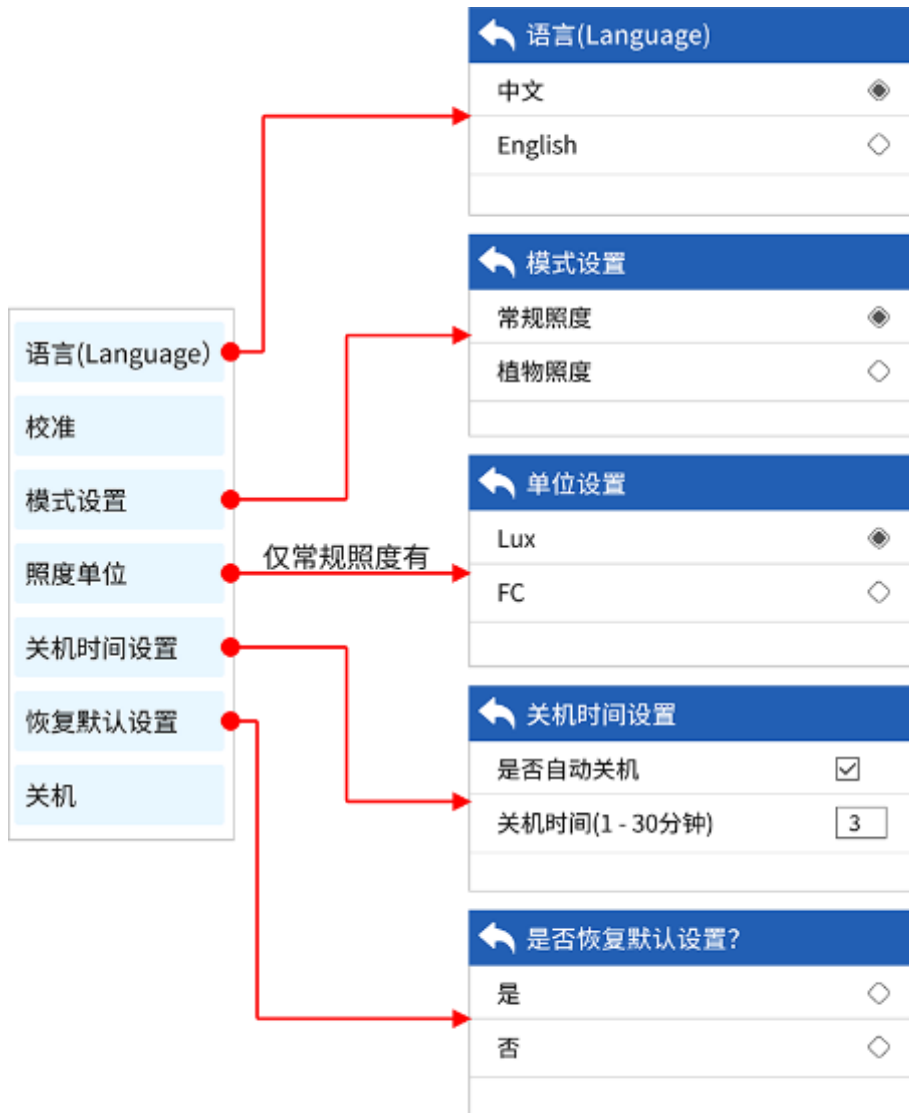 语言(Language)
校准
模式设置
照度单位
关机时间设置
恢复默认设置
关机
仅常规照度有
语言(Language)
中文
English
模式设置
常规照度
植物照度
单位设置
Lux
FC
关机时间设置
是否自动关机
关机时间(1 - 30分钟) 3
是否恢复默认设置?
是
否